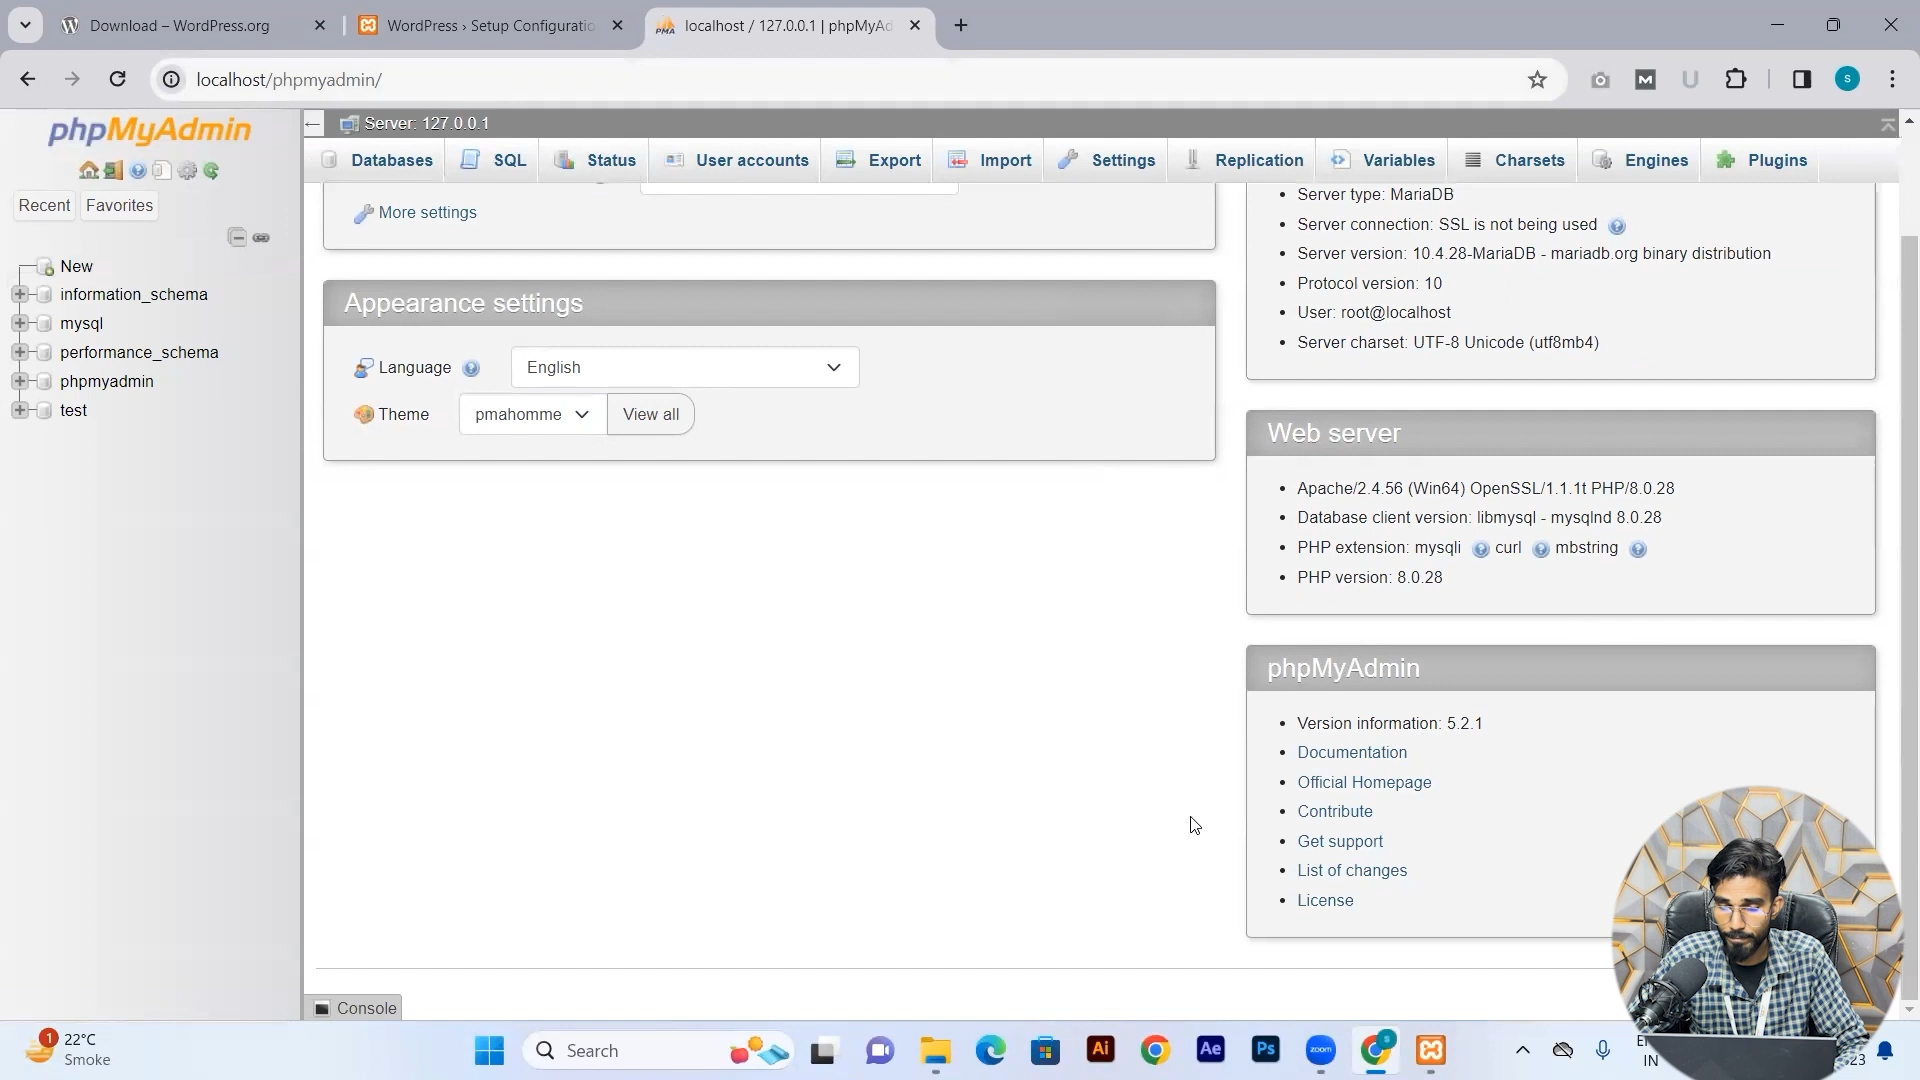 Download – WordPress.org
WordPress › Setup Configuratio
PMA
localhost / 127.0.0.1 | phpMyAd
localhost/phpmyadmin/
M
U
S
phpMyAdmin
Server: 127.0.0.1
Databases
SQL
Status
User accounts
Export
Import
Settings
Replication
Variables
Charsets
Engines
Plugins
Recent
Favorites
New
information_schema
mysql
performance_schema
phpmyadmin
test
More settings
Appearance settings
Language
English
Theme
pmahomme
View all
Server type: MariaDB
Server connection: SSL is not being used
Server version: 10.4.28-MariaDB - mariadb.org binary distribution
Protocol version: 10
User: root@localhost
Server charset: UTF-8 Unicode (utf8mb4)
Web server
Apache/2.4.56 (Win64) OpenSSL/1.1.1t PHP/8.0.28
Database client version: libmysql - mysqlnd 8.0.28
PHP extension: mysqli curl mbstring
PHP version: 8.0.28
phpMyAdmin
Version information: 5.2.1
Documentation
Official Homepage
Contribute
Get support
List of changes
License
Console
1
22°C
Smoke
Search
Ai
Ae
Ps
zoom
S
IN
23